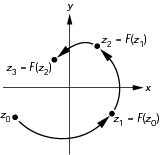 y
z₂ = F(z₁)
z₃ = F(z₂)
x
z₀
z₁ = F(z₀)